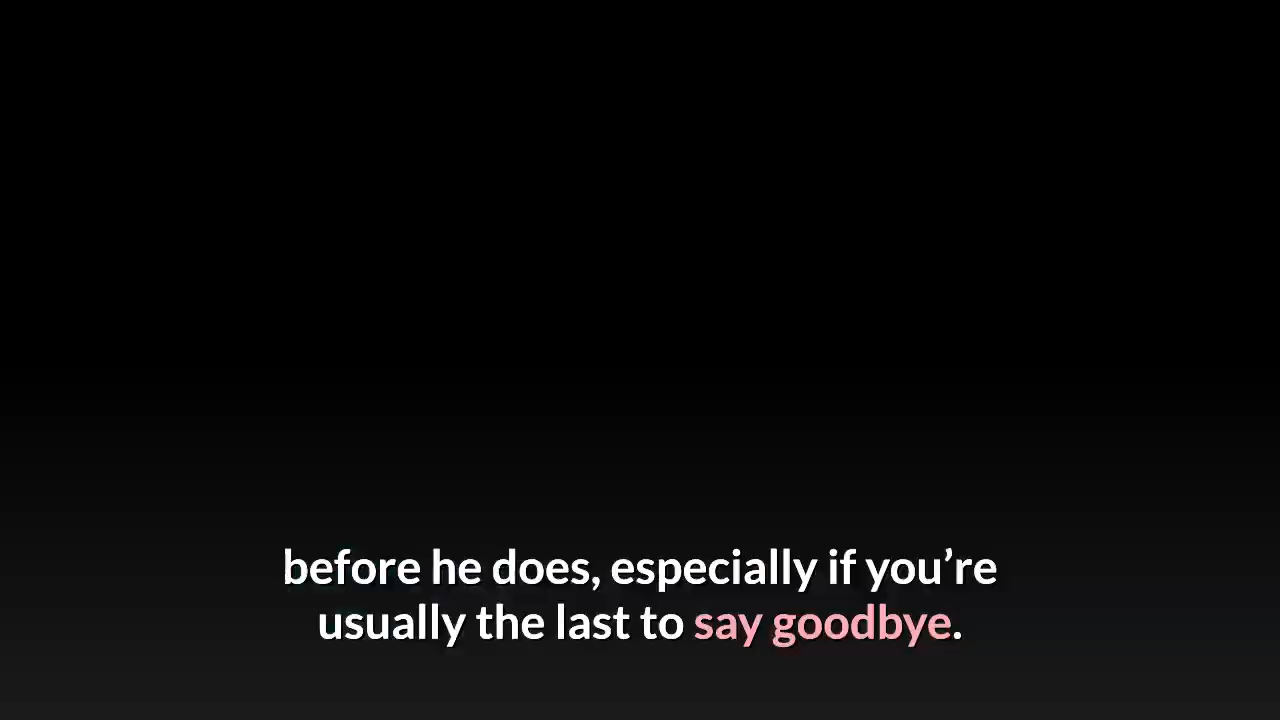 before he does, especially if you’re
usually the last to say goodbye.